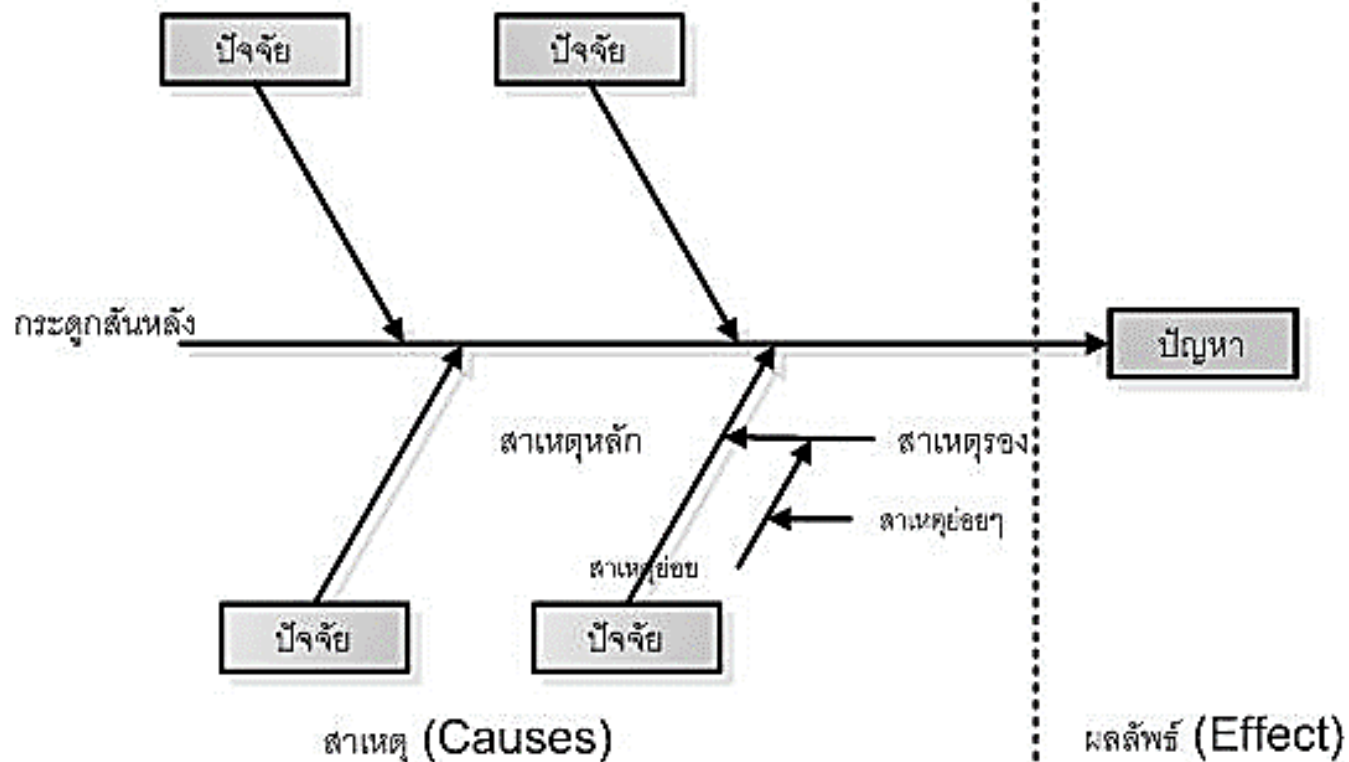 ปัจจัย
ปัจจัย
กระดูกสันหลัง
ปัญหา
สาเหตุหลัก
สาเหตุรอง
สาเหตุย่อยๆ
สาเหตุย่อย
ปัจจัย
ปัจจัย
สาเหตุ (Causes)
ผลลัพธ์ (Effect)